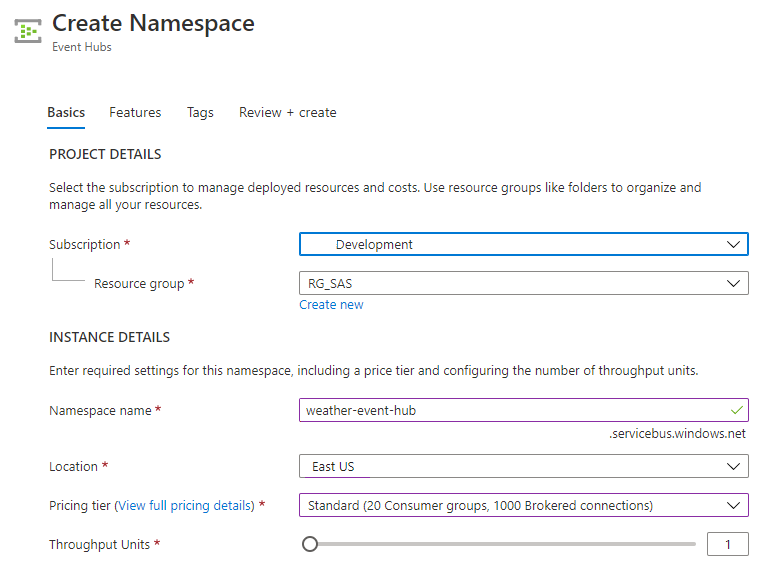 Create Namespace
Event Hubs
Basics Features Tags Review + create
PROJECT DETAILS
Select the subscription to manage deployed resources and costs. Use resource groups like folders to organize and
manage all your resources.
Subscription * Development
Resource group * RG_SAS
Create new
INSTANCE DETAILS
Enter required settings for this namespace, including a price tier and configuring the number of throughput units.
Namespace name * weather-event-hub
.servicebus.windows.net
Location * East US
Pricing tier (View full pricing details) * Standard (20 Consumer groups, 1000 Brokered connections)
Throughput Units * 1